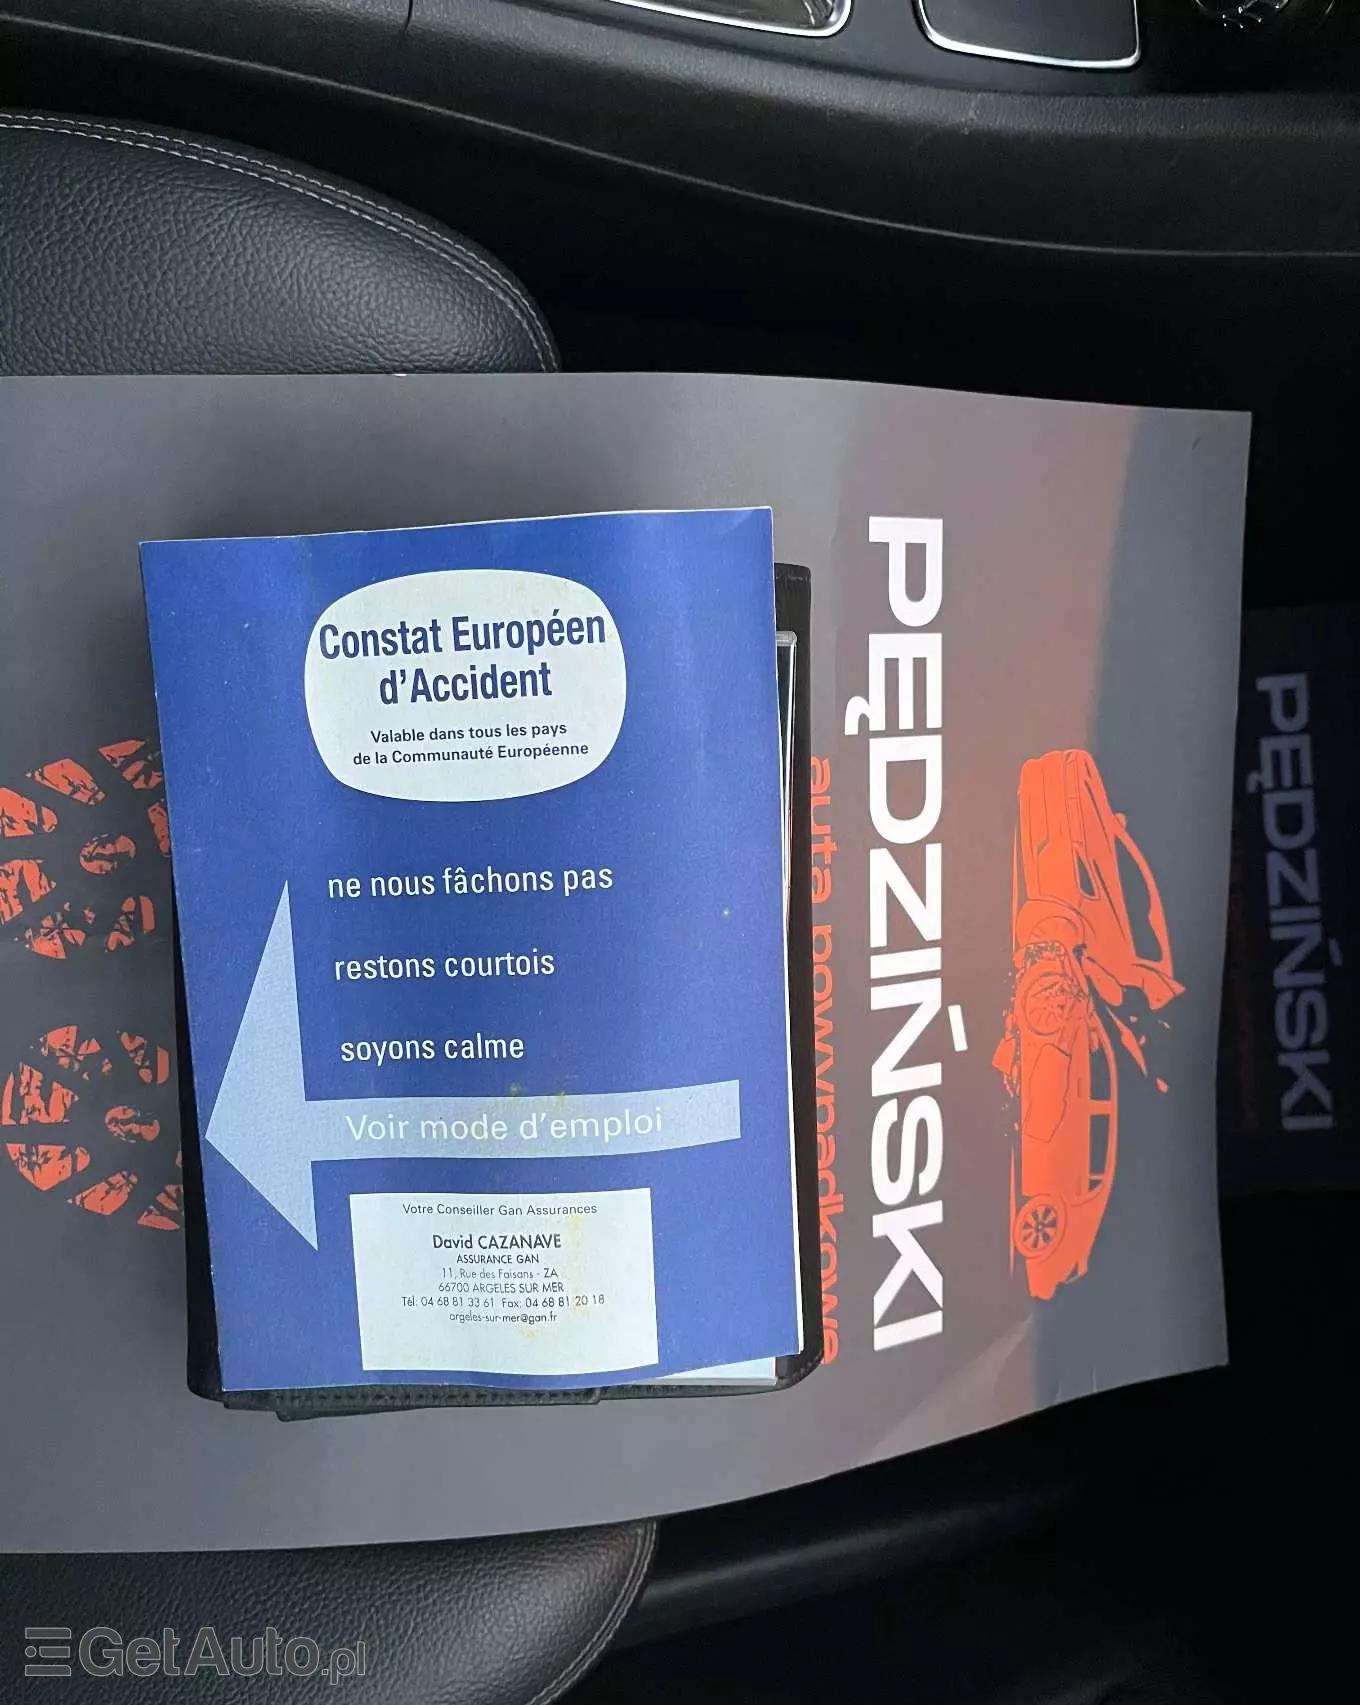 Constat Européen
d'Accident
Valable dans tous les pays
de la Communauté Européenne
ne nous fâchons pas
restons courtois
soyons calme
Voir mode d'emploi
Votre Conseiller Gan Assurances
David CAZANAVE
ASSURANCE GAN
11, Rue des Faisans - ZA
66700 ARGELES SUR MER
Tél: 04 68 81 33 61 Fax: 04 68 81 20 18
argeles-sur-mer@gan.fr
PĘDZIŃSKI
auta powypadkowe
PĘDZIŃSKI
GetAuto.pl